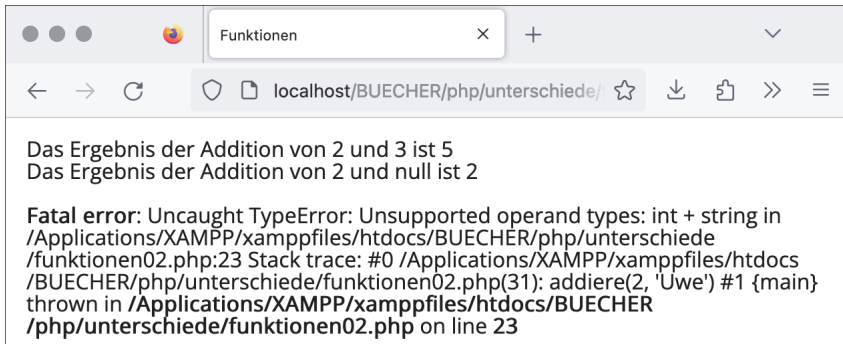 Funktionen
localhost/BUECHER/php/unterschiede/
Das Ergebnis der Addition von 2 und 3 ist 5
Das Ergebnis der Addition von 2 und null ist 2
Fatal error: Uncaught TypeError: Unsupported operand types: int + string in
/Applications/XAMPP/xamppfiles/htdocs/BUECHER/php/unterschiede
/funktionen02.php:23 Stack trace: #0 /Applications/XAMPP/xamppfiles/htdocs
/BUECHER/php/unterschiede/funktionen02.php(31): addiere(2, 'Uwe') #1 {main}
thrown in /Applications/XAMPP/xamppfiles/htdocs/BUECHER
/php/unterschiede/funktionen02.php on line 23